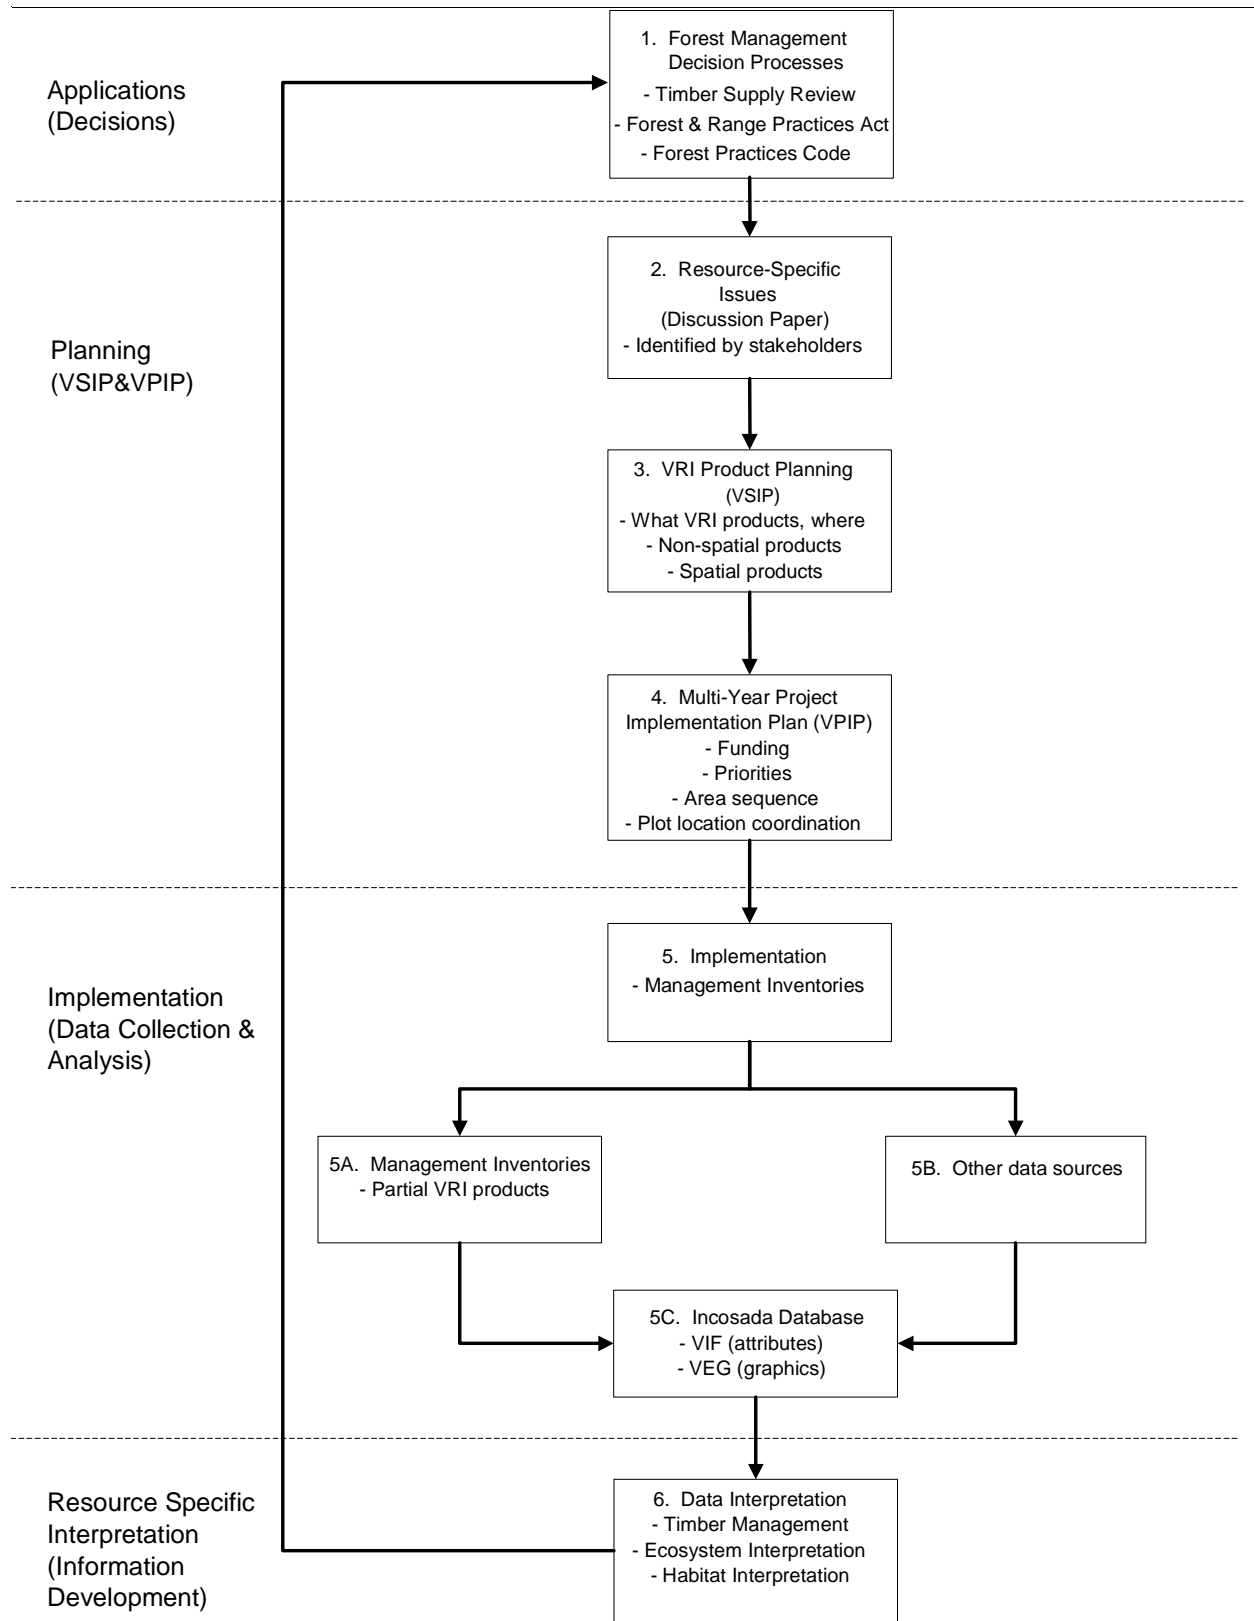 Applications
(Decisions)
1. Forest Management
Decision Processes
- Timber Supply Review
- Forest & Range Practices Act
- Forest Practices Code
Planning
(VSIP&VPIP)
2. Resource-Specific
Issues
(Discussion Paper)
- Identified by stakeholders
3. VRI Product Planning
(VSIP)
- What VRI products, where
- Non-spatial products
- Spatial products
4. Multi-Year Project
Implementation Plan (VPIP)
- Funding
- Priorities
- Area sequence
- Plot location coordination
Implementation
(Data Collection &
Analysis)
5. Implementation
- Management Inventories
5A. Management Inventories
- Partial VRI products
5B. Other data sources
5C. Incosada Database
- VIF (attributes)
- VEG (graphics)
Resource Specific
Interpretation
(Information
Development)
6. Data Interpretation
- Timber Management
- Ecosystem Interpretation
- Habitat Interpretation